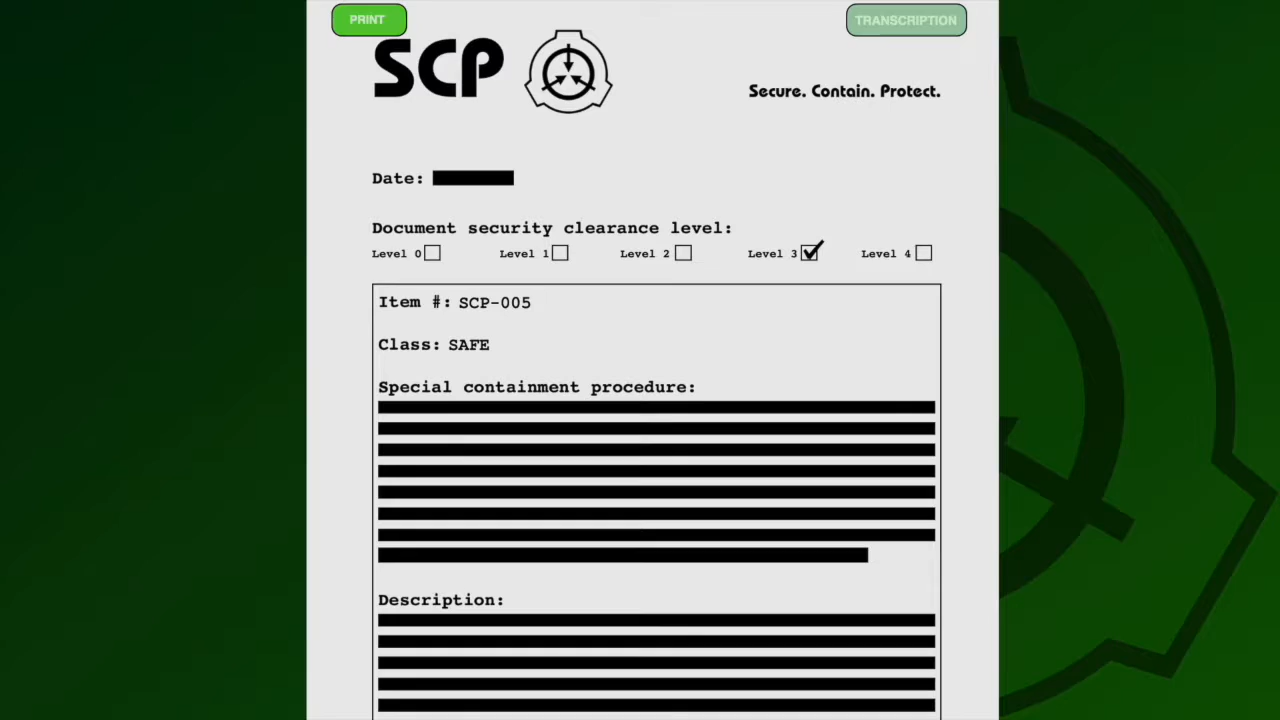 PRINT
TRANSCRIPTION
SCP
Secure. Contain. Protect.
Date:
Document security clearance level:
Level 0 Level 1 Level 2 Level 3 Level 4
Item #: SCP-005
Class: SAFE
Special containment procedure:
Description: